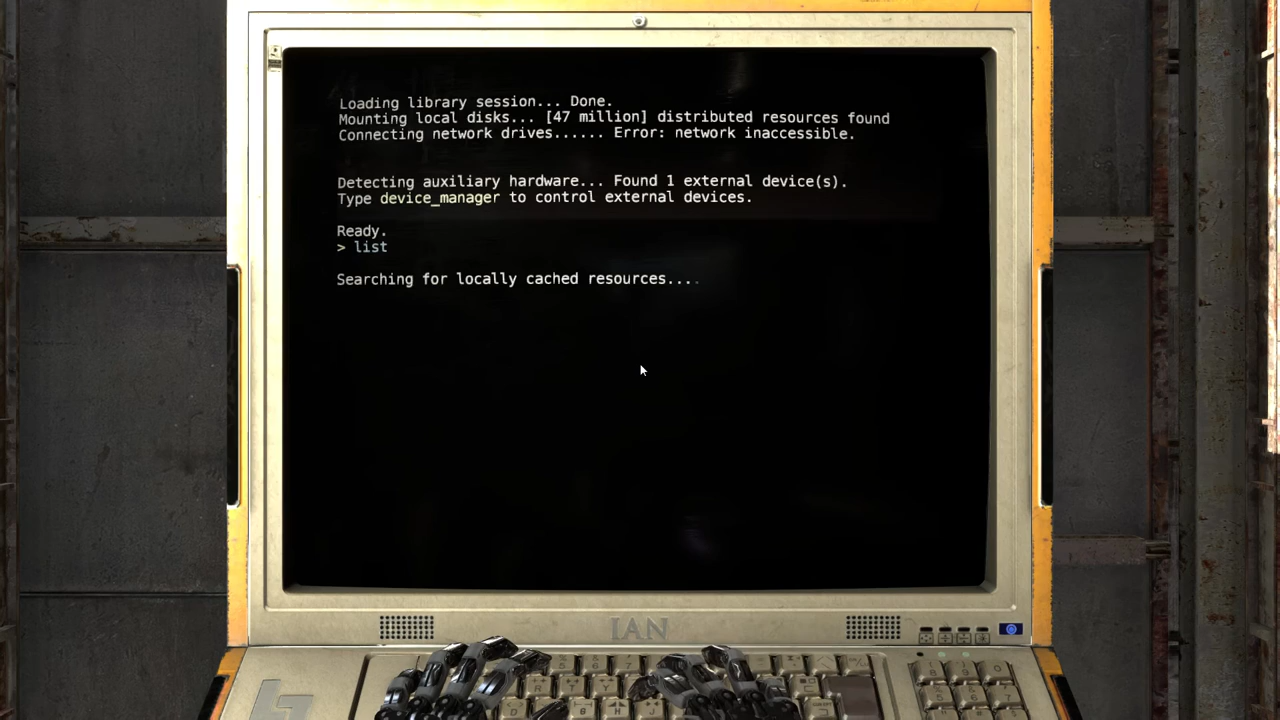 Loading library session... Done.
Mounting local disks... [47 million] distributed resources found
Connecting network drives...... Error: network inaccessible.
Detecting auxiliary hardware... Found 1 external device(s).
Type device_manager to control external devices.
Ready.
> list
Searching for locally cached resources....
IAN